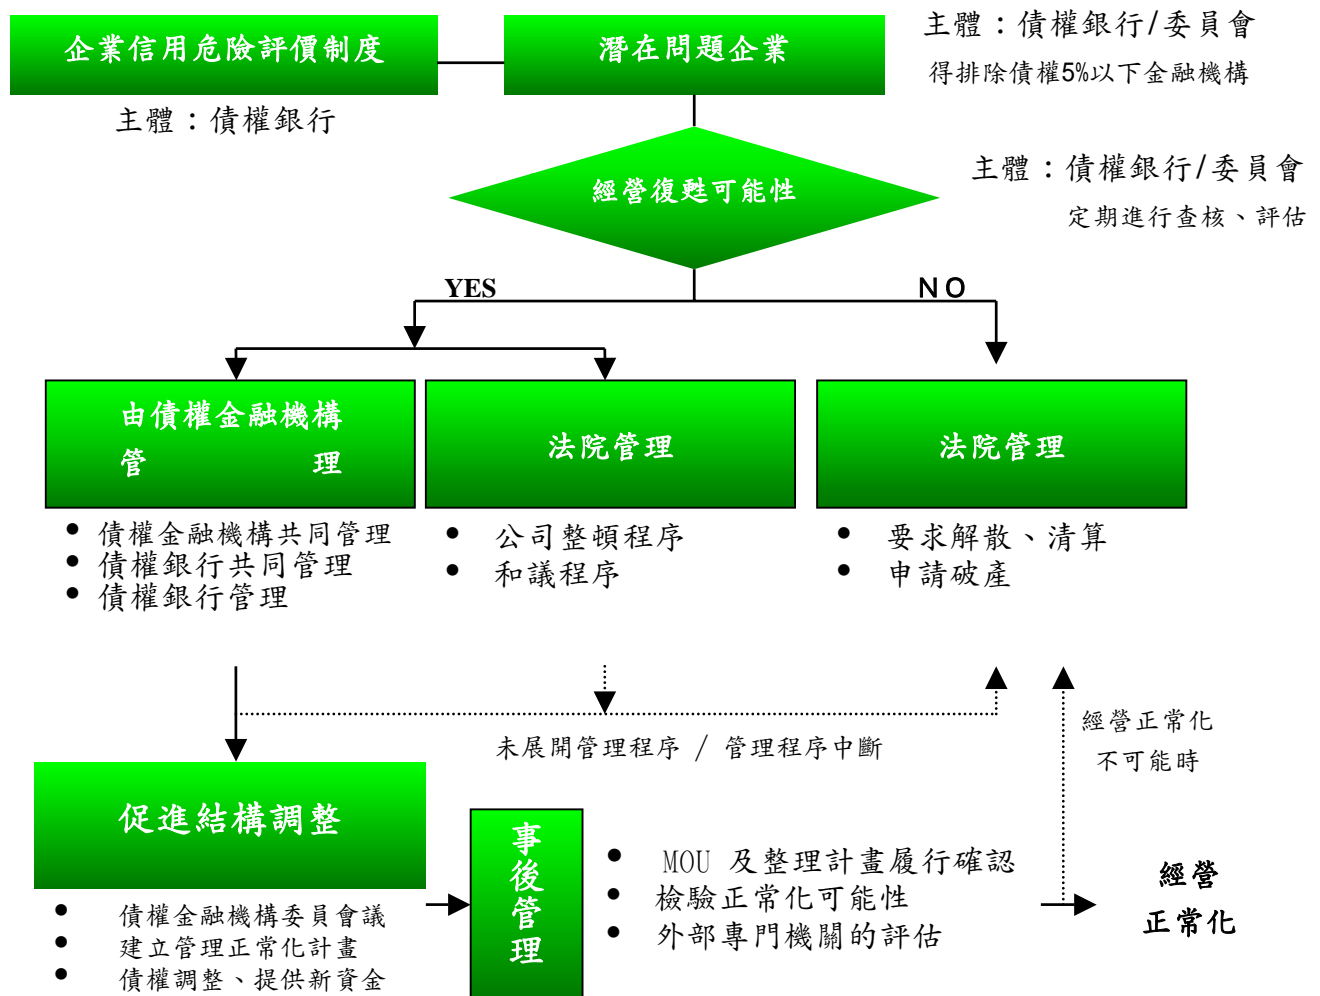 企業信用危險評價制度
潛在問題企業
主體：債權銀行/委員會
得排除債權5%以下金融機構
主體：債權銀行
經營復甦可能性
主體：債權銀行/委員會
定期進行查核、評估
YES
ＮＯ
由債權金融機構
管 理
法院管理
法院管理
• 債權金融機構共同管理
• 債權銀行共同管理
• 債權銀行管理
• 公司整頓程序
• 和議程序
• 要求解散、清算
• 申請破產
未展開管理程序 / 管理程序中斷
經營正常化
不可能時
促進結構調整
• 債權金融機構委員會議
• 建立管理正常化計畫
• 債權調整、提供新資金
事後管理
• MOU 及整理計畫履行確認
• 檢驗正常化可能性
• 外部專門機關的評估
經營
正常化